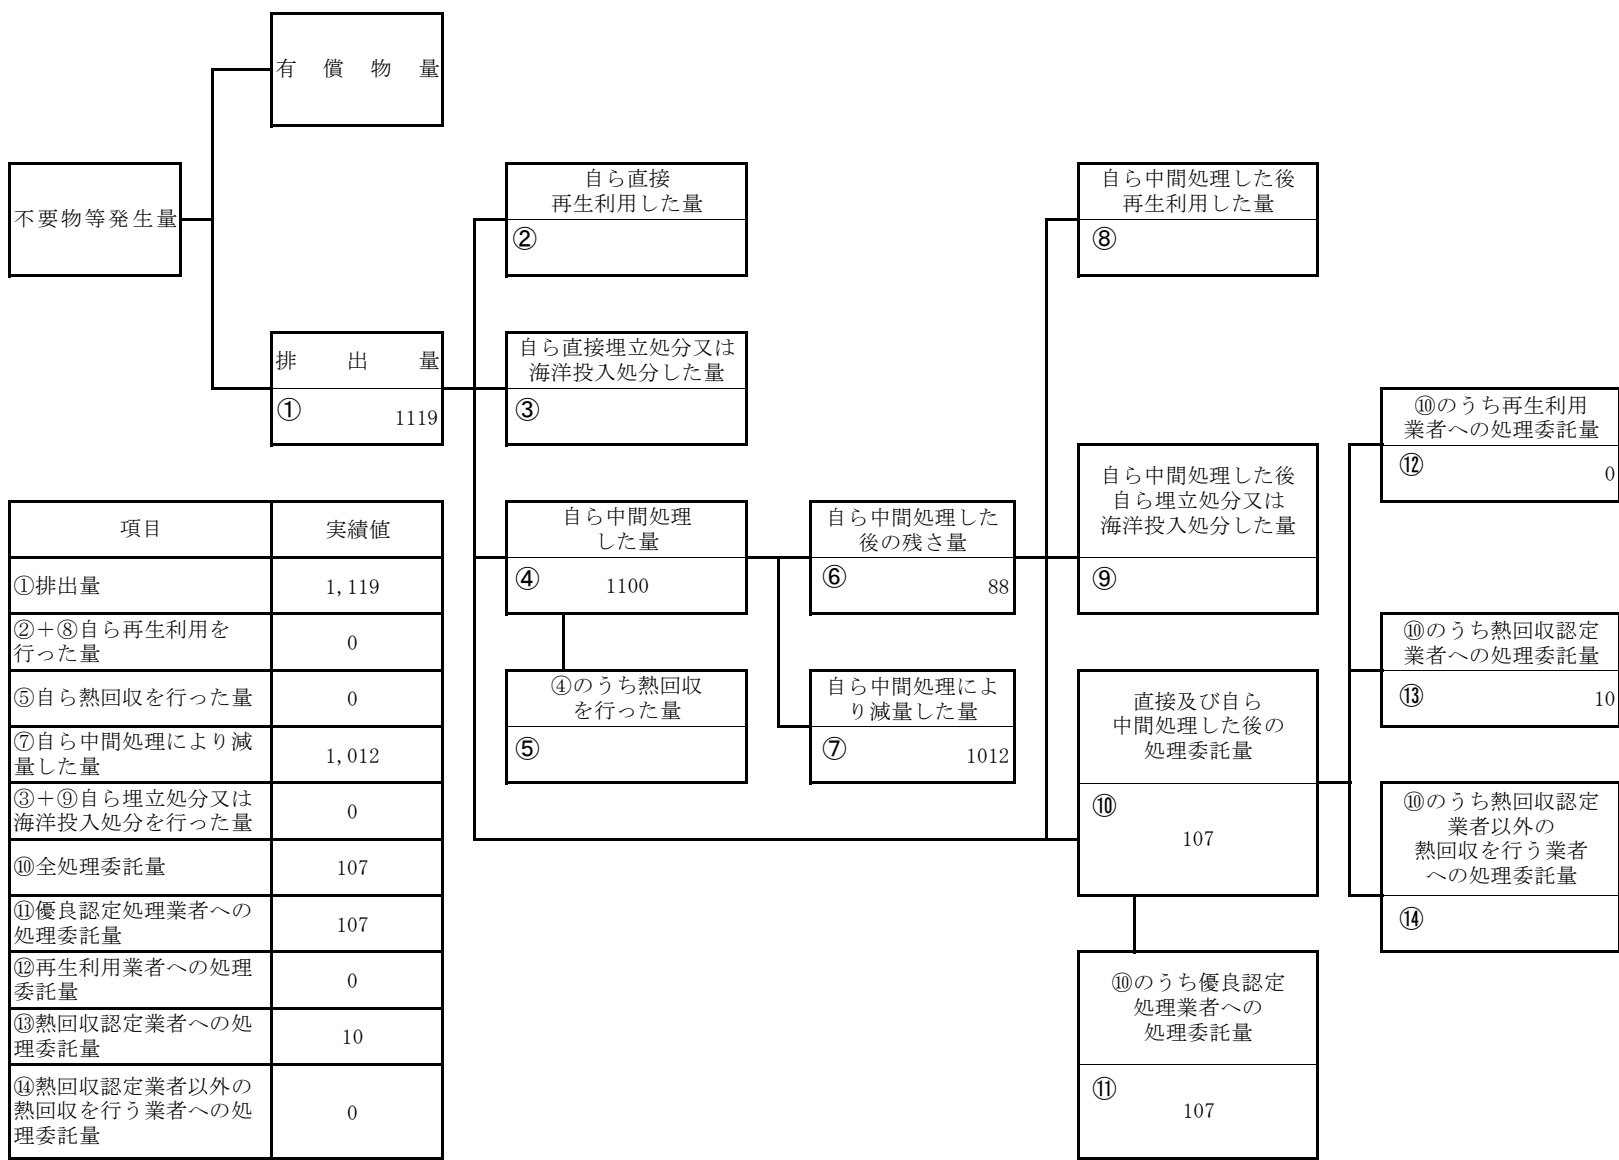 有償物量
不要物等発生量
排出量
① 1119
自ら直接
再生利用した量
②
自ら直接埋立処分又は
海洋投入処分した量
③
自ら中間処理
した量
④ 1100
④のうち熱回収
を行った量
⑤
自ら中間処理した
後の残さ量
⑥ 88
自ら中間処理によ
り減量した量
⑦ 1012
自ら中間処理した後
再生利用した量
⑧
自ら中間処理した後
自ら埋立処分又は
海洋投入処分した量
⑨
直接及び自ら
中間処理した後の
処理委託量
⑩
107
⑩のうち優良認定
処理業者への
処理委託量
⑪
107
⑩のうち再生利用
業者への処理委託量
⑫ 0
⑩のうち熱回収認定
業者への処理委託量
⑬ 10
⑩のうち熱回収認定
業者以外の
熱回収を行う業者
への処理委託量
⑭
項目 実績値
①排出量 1,119
②＋⑧自ら再生利用を
行った量 0
⑤自ら熱回収を行った量 0
⑦自ら中間処理により減
量した量 1,012
③＋⑨自ら埋立処分又は
海洋投入処分を行った量 0
⑩全処理委託量 107
⑪優良認定処理業者への
処理委託量 107
⑫再生利用業者への処理
委託量 0
⑬熱回収認定業者への処
理委託量 10
⑭熱回収認定業者以外の
熱回収を行う業者への処
理委託量 0